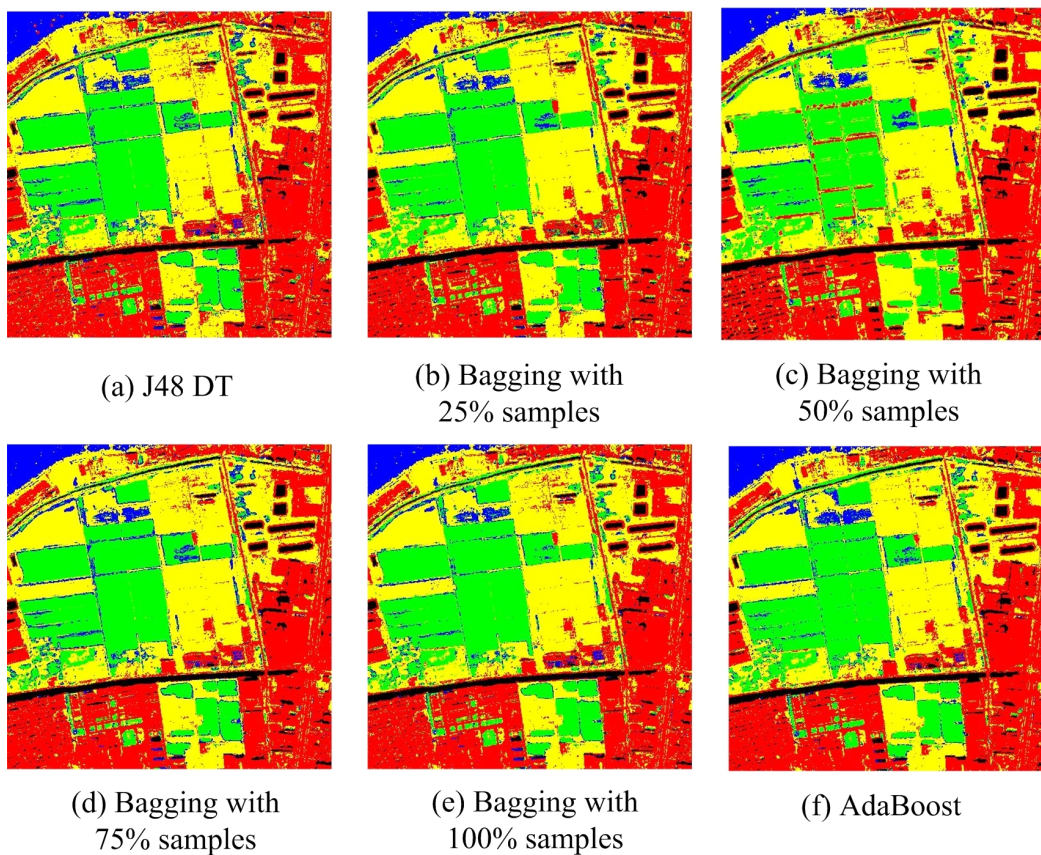 (a) J48 DT
(b) Bagging with
25% samples
(c) Bagging with
50% samples
(d) Bagging with
75% samples
(e) Bagging with
100% samples
(f) AdaBoost